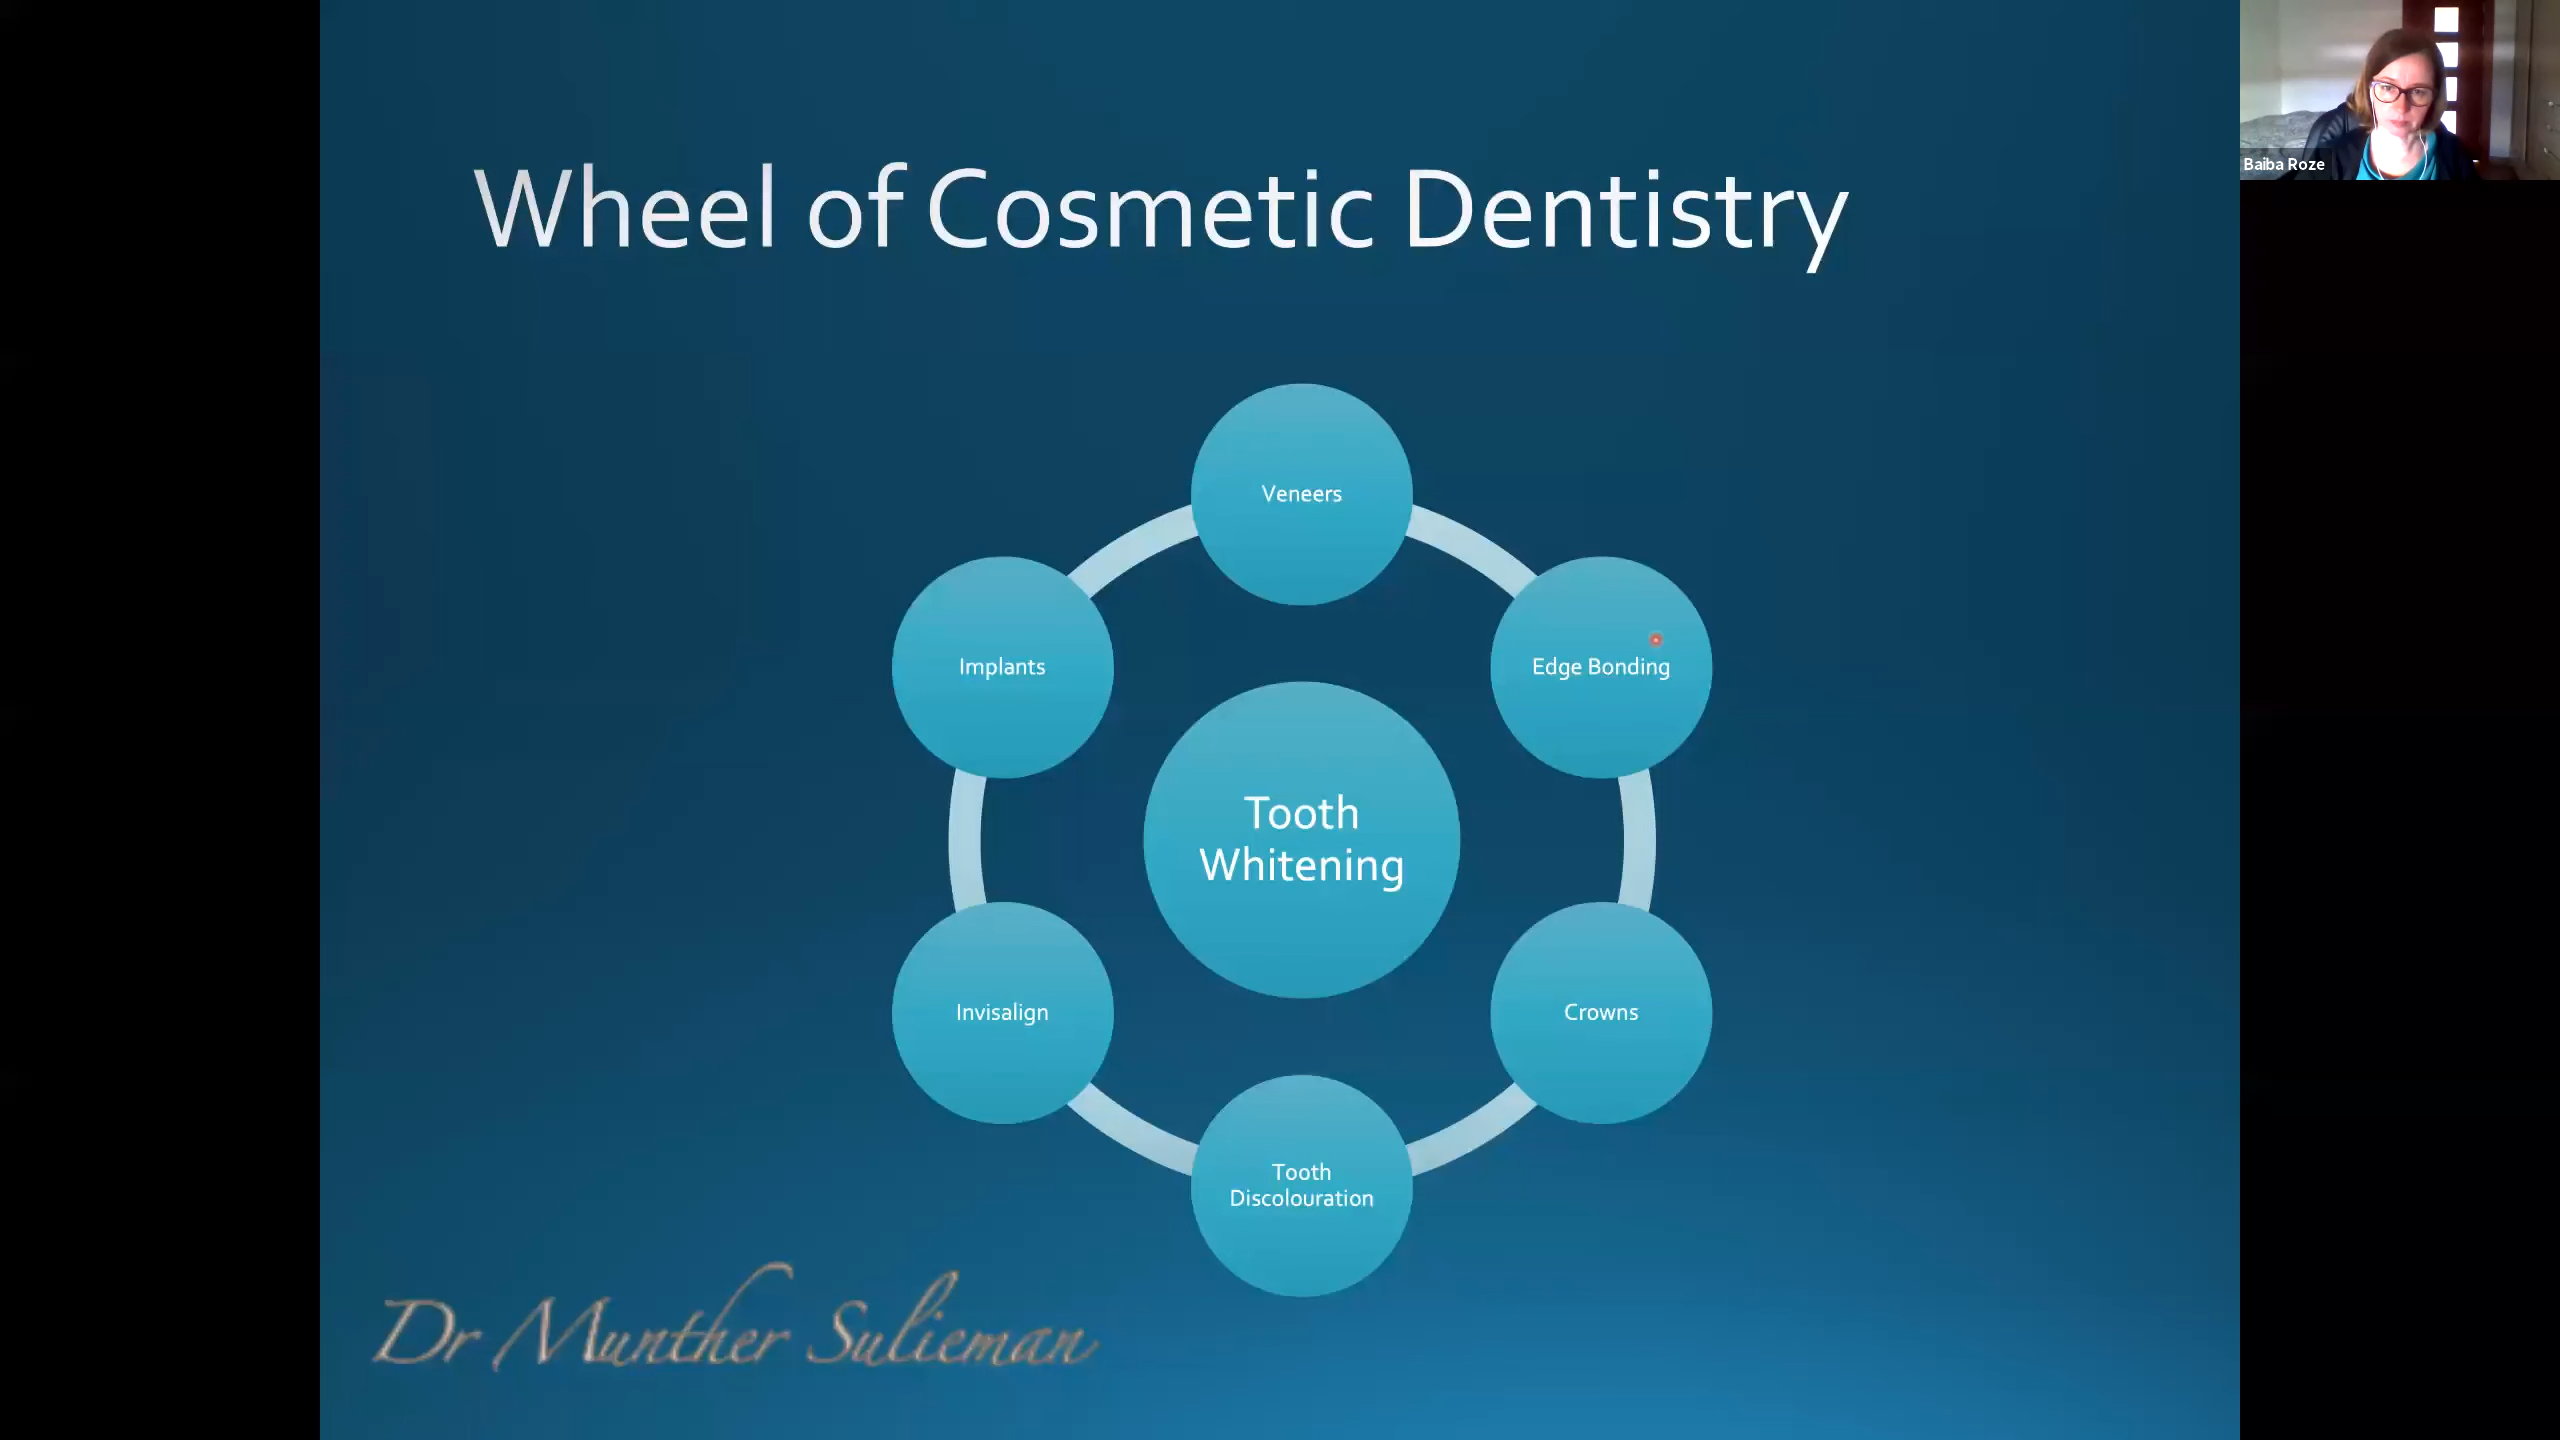 Wheel of Cosmetic Dentistry
Baiba Roze
Veneers
Implants
Edge Bonding
Tooth
Whitening
Invisalign
Crowns
Tooth
Discolouration
Dr Munther Sulieman